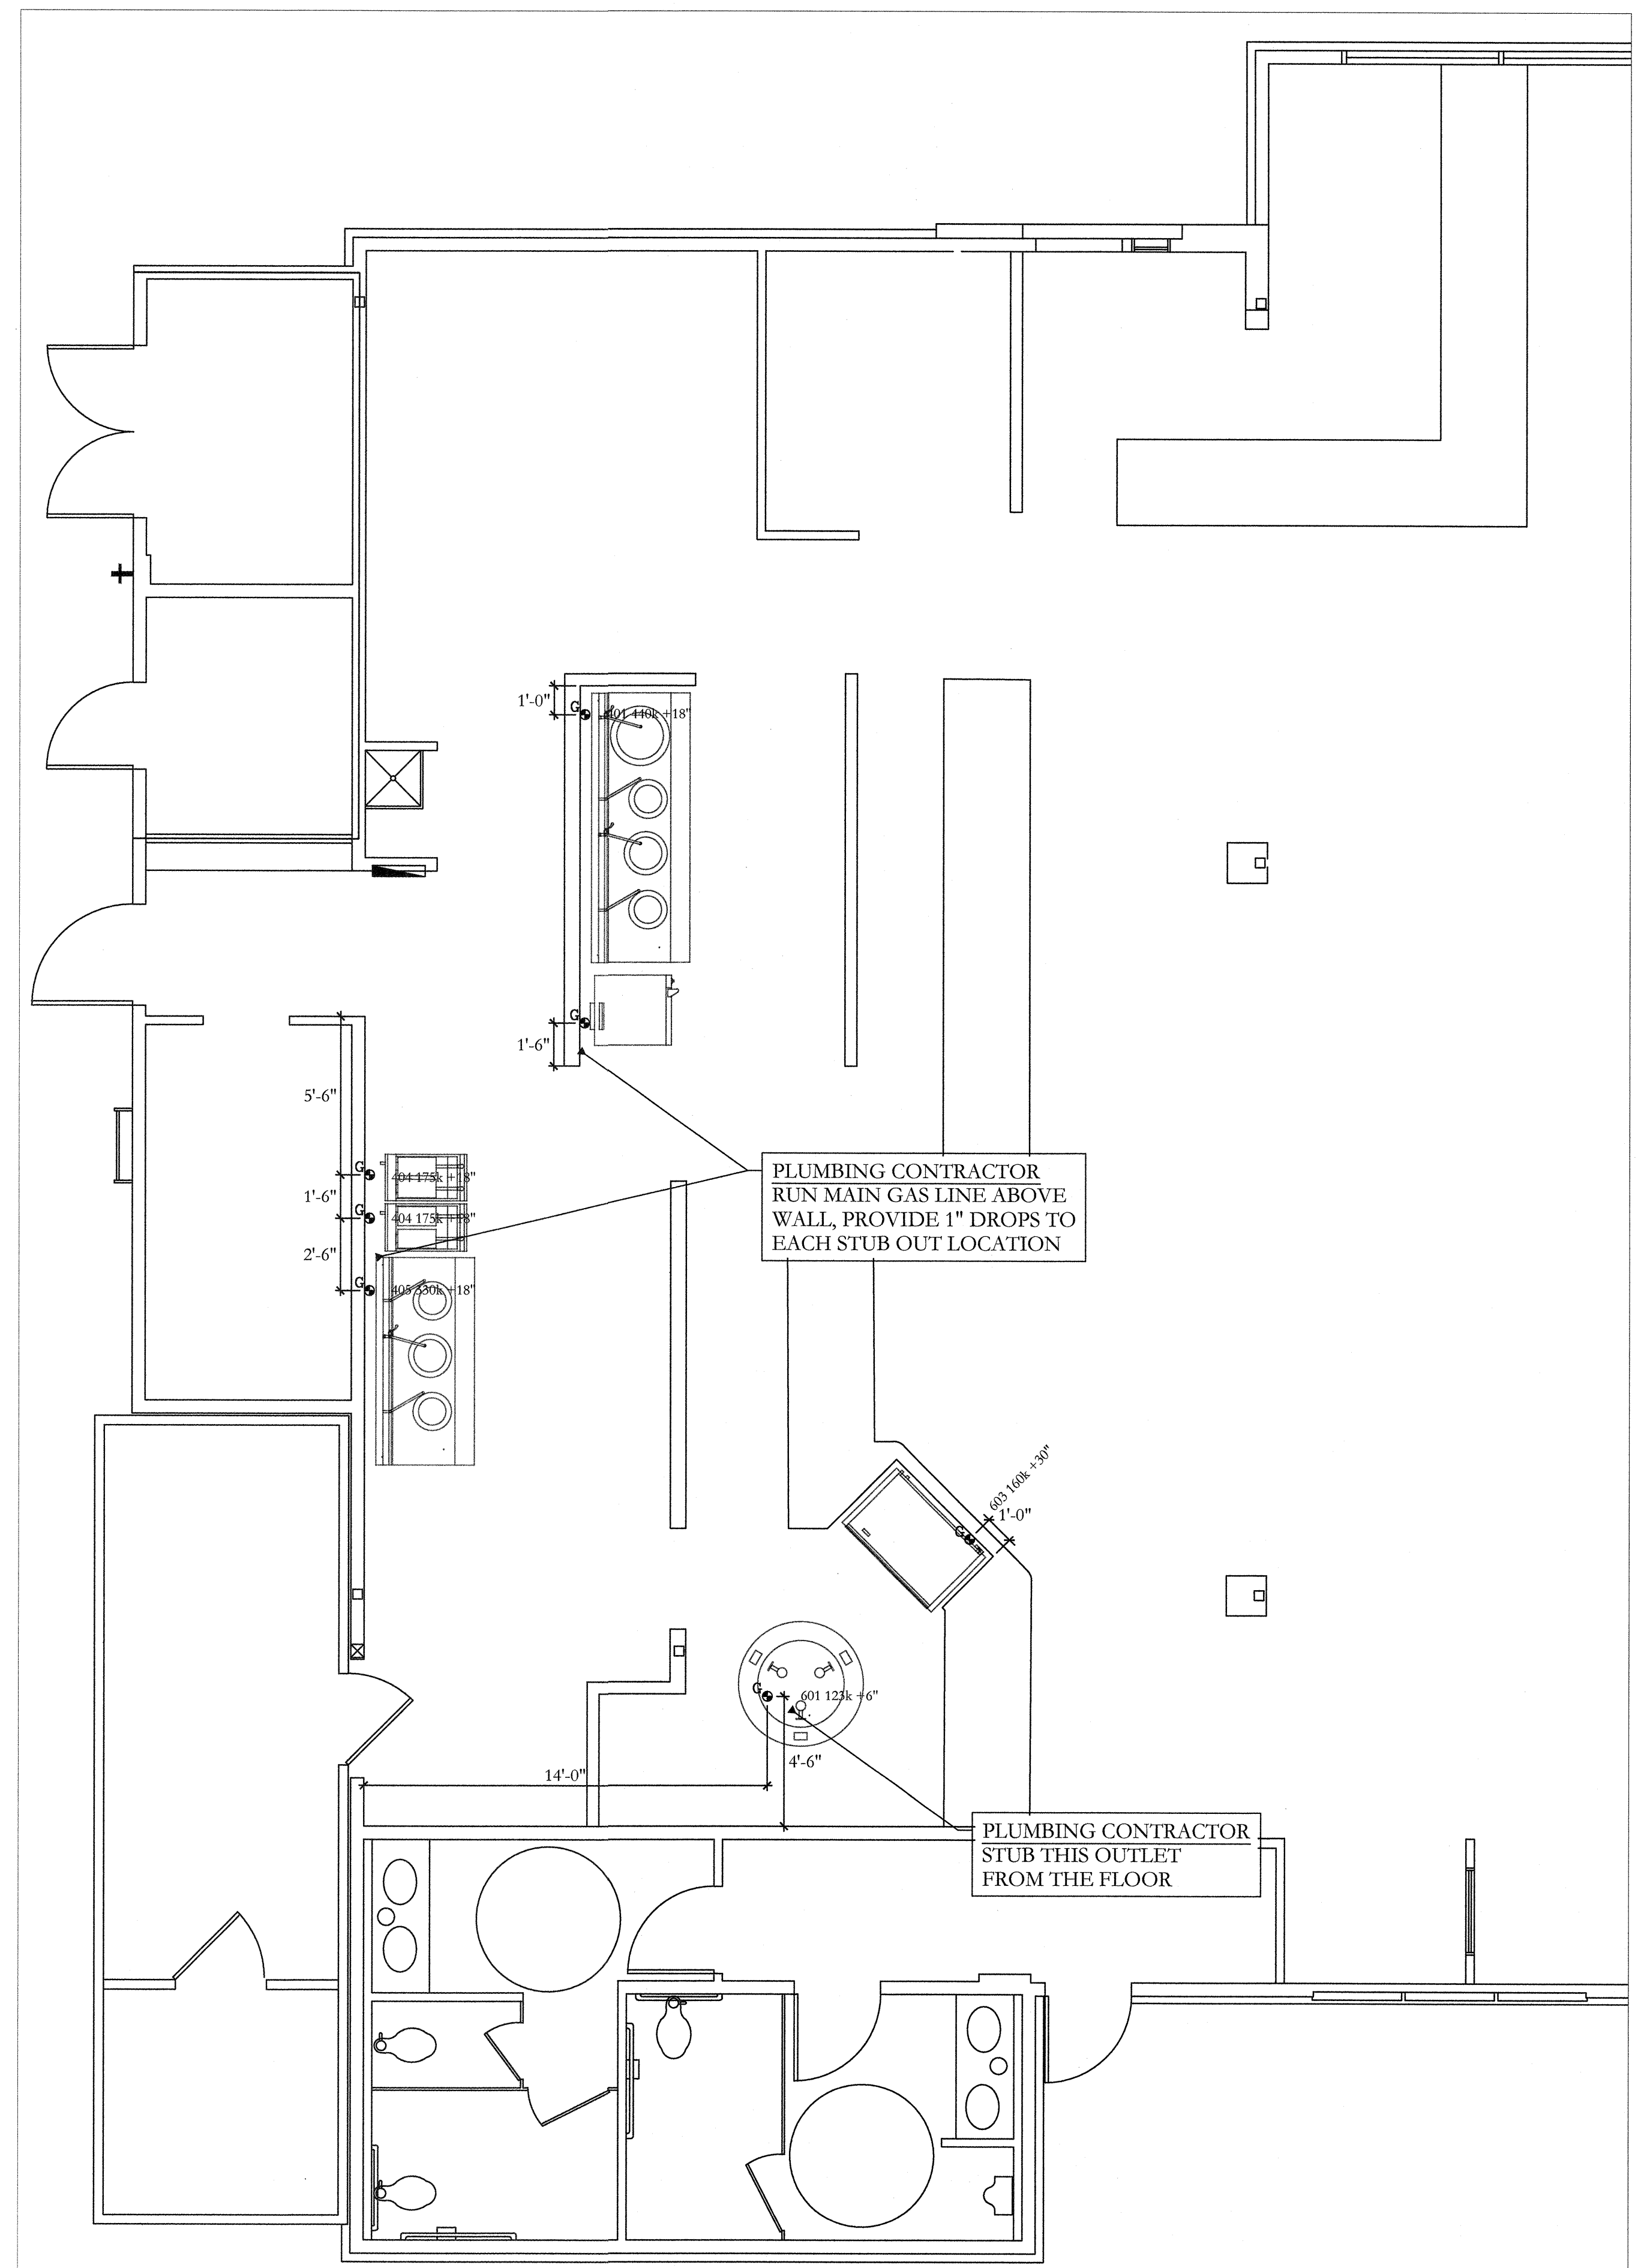 1'-0"
G
401 440k +18"
G
1'-6"
5'-6"
G
404 175k +18"
1'-6"
G
404 175k +18"
2'-6"
G
405 330k +18"
PLUMBING CONTRACTOR
RUN MAIN GAS LINE ABOVE
WALL, PROVIDE 1" DROPS TO
EACH STUB OUT LOCATION
603 160k +30"
1'-0"
G
G
601 123k +6"
4'-6"
14'-0"
PLUMBING CONTRACTOR
STUB THIS OUTLET
FROM THE FLOOR